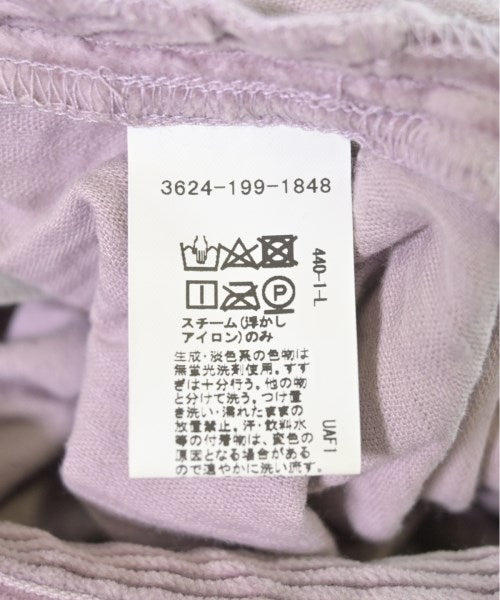 3624-199-1848
P
スチーム(浮かし
アイロン)のみ
生成・淡色系の色物は
無蛍光洗剤使用。すす
ぎは十分行う。他の物
と分けて洗う。つけ置
き洗い・濡れたままの
放置禁止。汗・飲料水
等の付着物は、変色の
原因となる場合がある
ので速やかに洗い流す。
440-I-L
UAF1